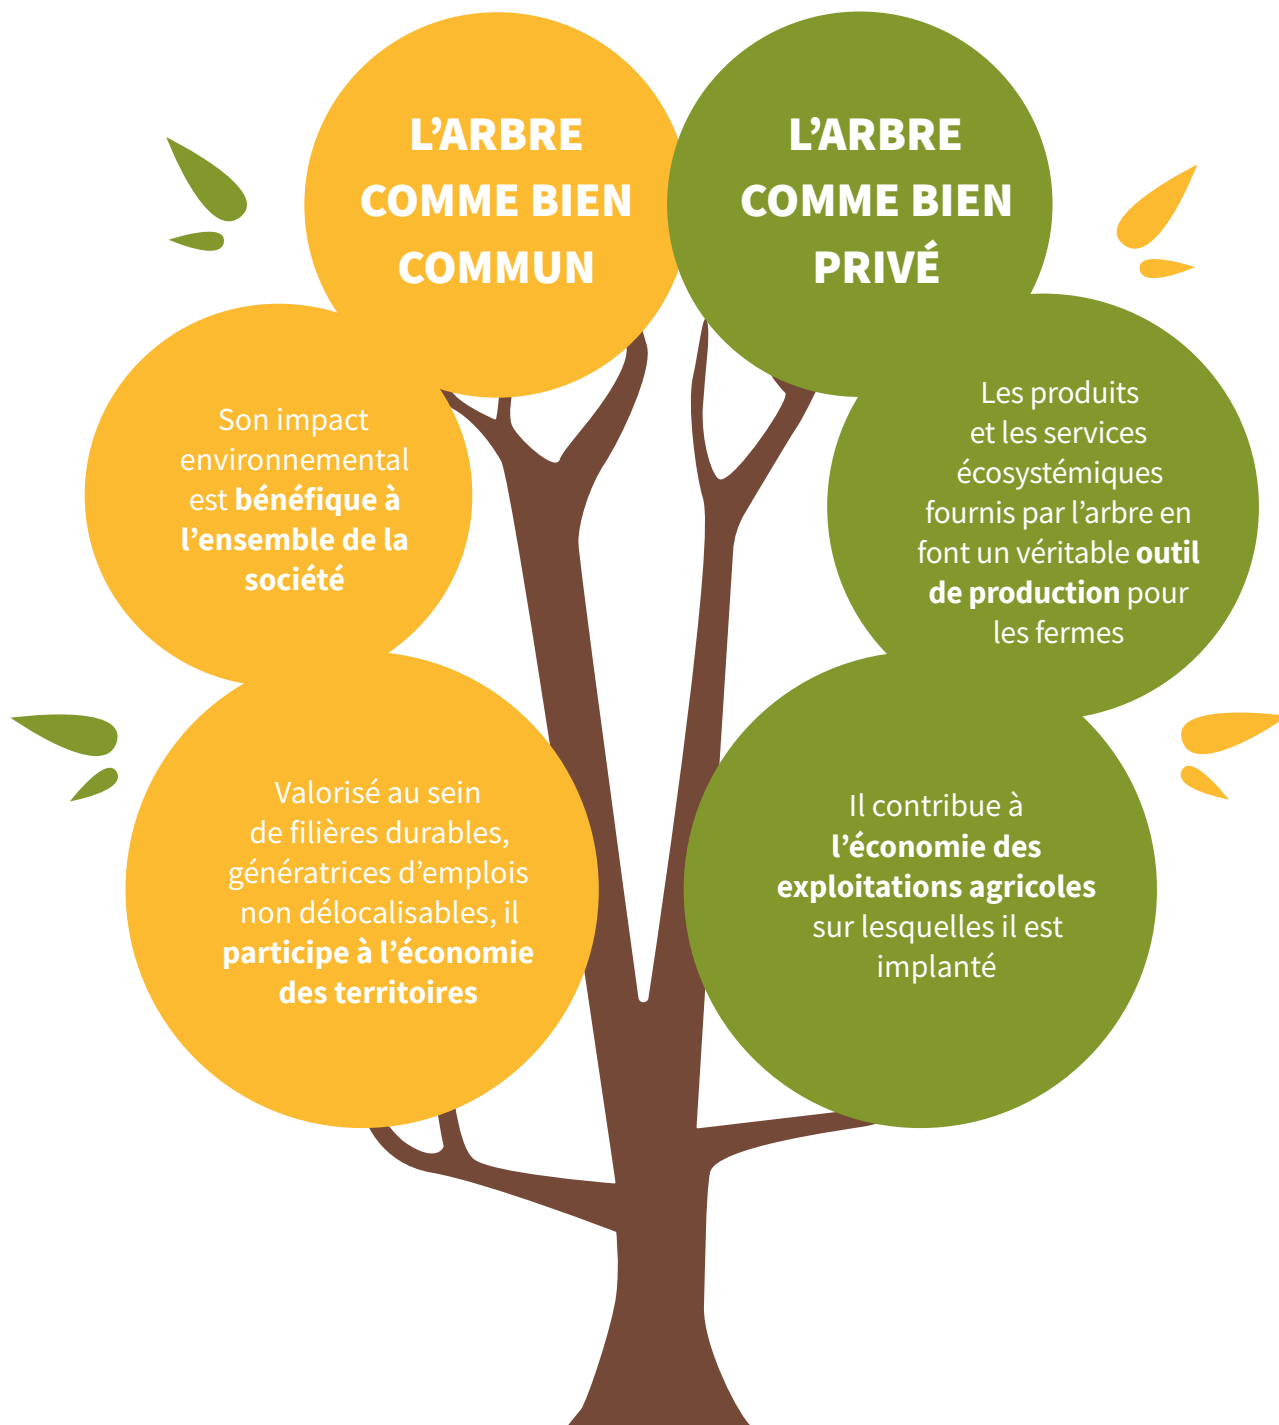 L’ARBRE
COMME BIEN
COMMUN
Son impact
environnemental
est bénéfique à
l’ensemble de la
société
Valorisé au sein
de filières durables,
génératrices d’emplois
non délocalisables, il
participe à l’économie
des territoires
L’ARBRE
COMME BIEN
PRIVÉ
Les produits
et les services
écosystémiques
fournis par l’arbre en
font un véritable outil
de production pour
les fermes
Il contribue à
l’économie des
exploitations agricoles
sur lesquelles il est
implanté